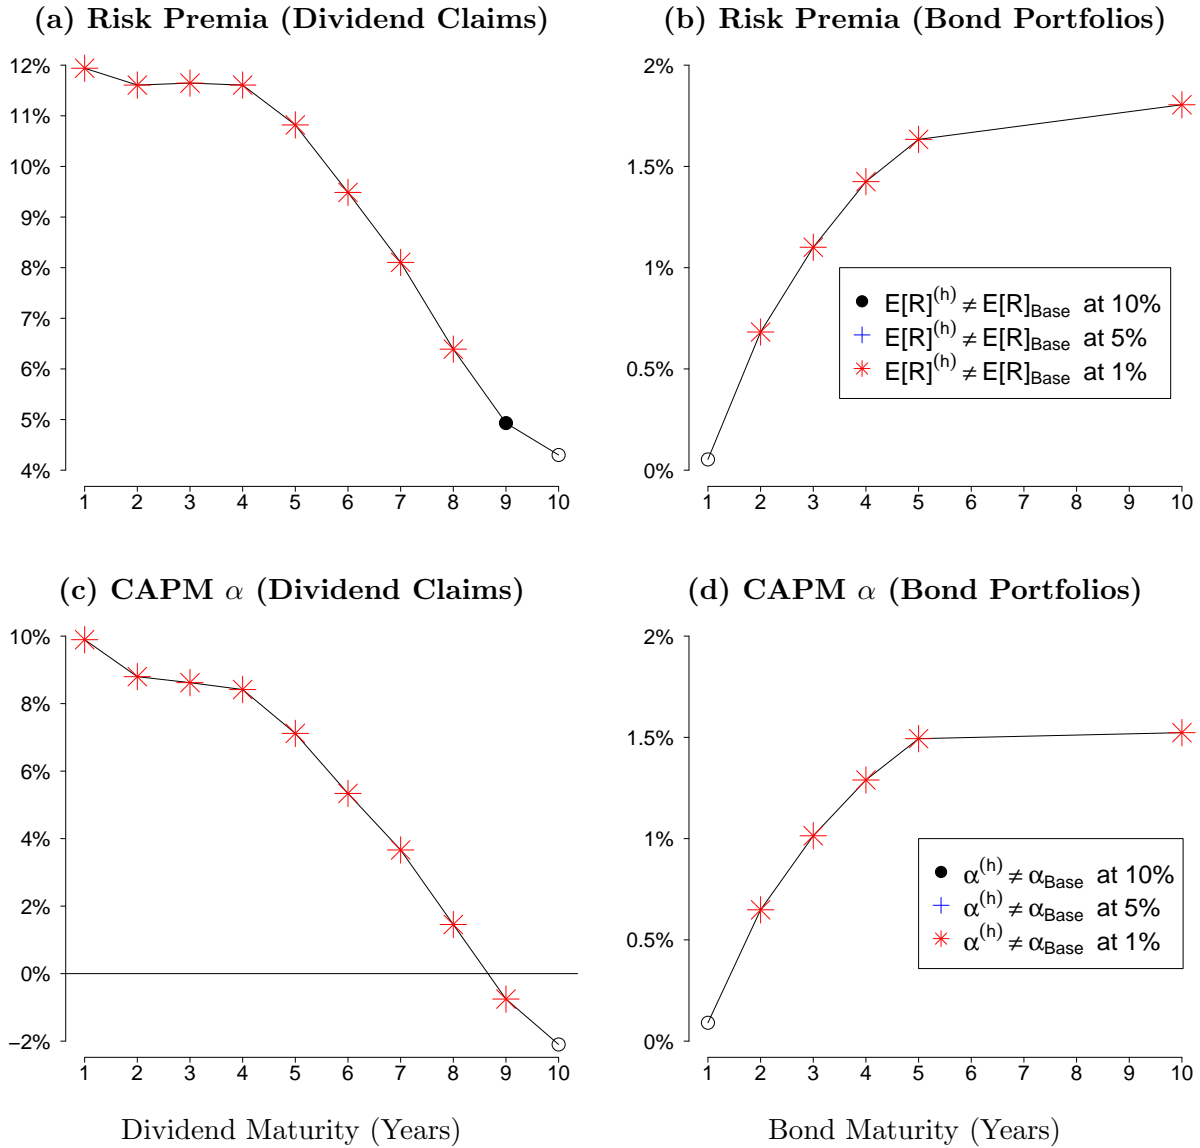 (a) Risk Premia (Dividend Claims)
12%
11%
10%
9%
8%
7%
6%
5%
4%
1 2 3 4 5 6 7 8 9 10
(b) Risk Premia (Bond Portfolios)
2%
1.5%
1%
0.5%
0%
E[R]^(h) ≠ E[R]_Base at 10%
E[R]^(h) ≠ E[R]_Base at 5%
E[R]^(h) ≠ E[R]_Base at 1%
1 2 3 4 5 6 7 8 9 10
(c) CAPM α (Dividend Claims)
10%
8%
6%
4%
2%
0%
−2%
1 2 3 4 5 6 7 8 9 10
Dividend Maturity (Years)
(d) CAPM α (Bond Portfolios)
2%
1.5%
1%
0.5%
0%
α^(h) ≠ α_Base at 10%
α^(h) ≠ α_Base at 5%
α^(h) ≠ α_Base at 1%
1 2 3 4 5 6 7 8 9 10
Bond Maturity (Years)